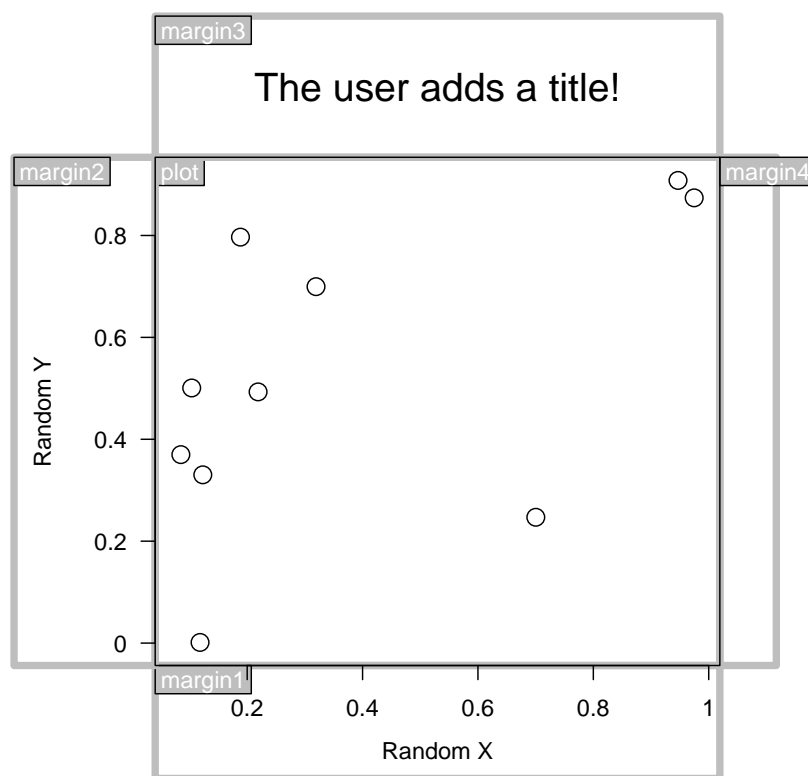 margin3
The user adds a title!
margin2
plot
margin4
0.8
0.6
Random Y
0.4
0.2
0
margin1
0.2 0.4 0.6 0.8 1
Random X